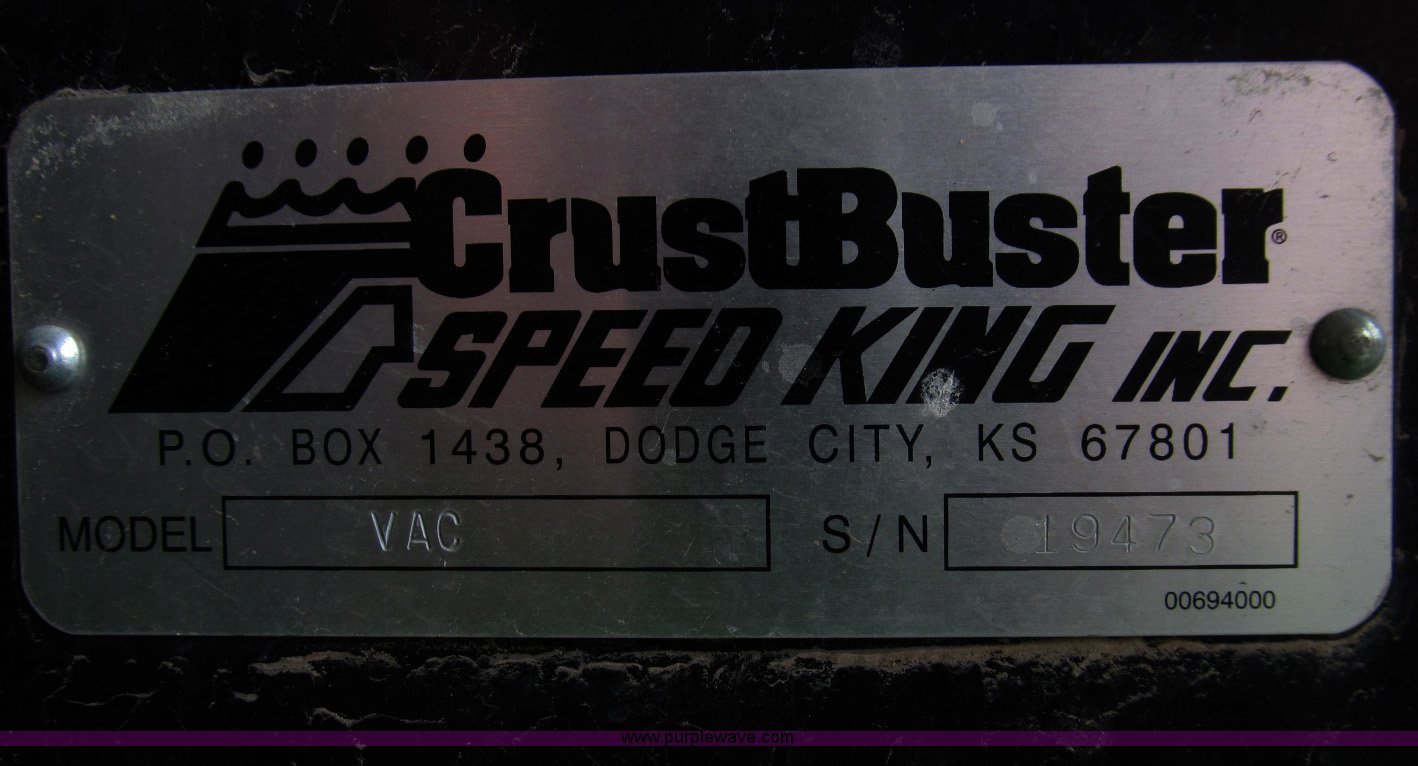 CrustBuster®
SPEED KING INC.
P.O. BOX 1438, DODGE CITY, KS 67801
MODEL VAC S/N 19473
00694000
www.purplewave.com